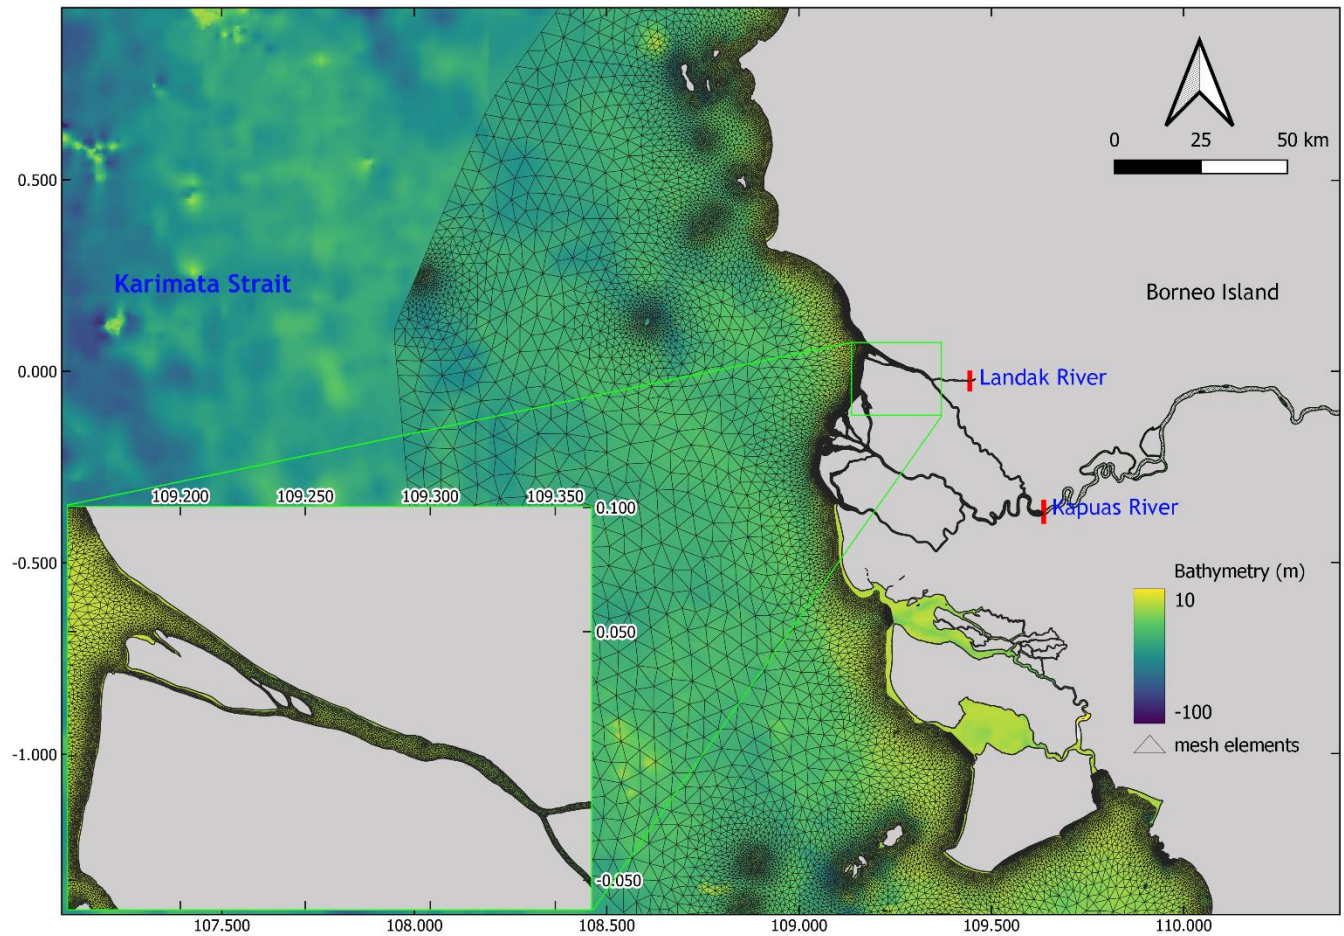 0 25 50 km
0.500
Karimata Strait
Borneo Island
0.000
Landak River
109.200 109.250 109.300 109.350
0.100
Kapuas River
-0.500
Bathymetry (m)
10
0.050
-100
mesh elements
-1.000
-0.050
107.500 108.000 108.500 109.000 109.500 110.000